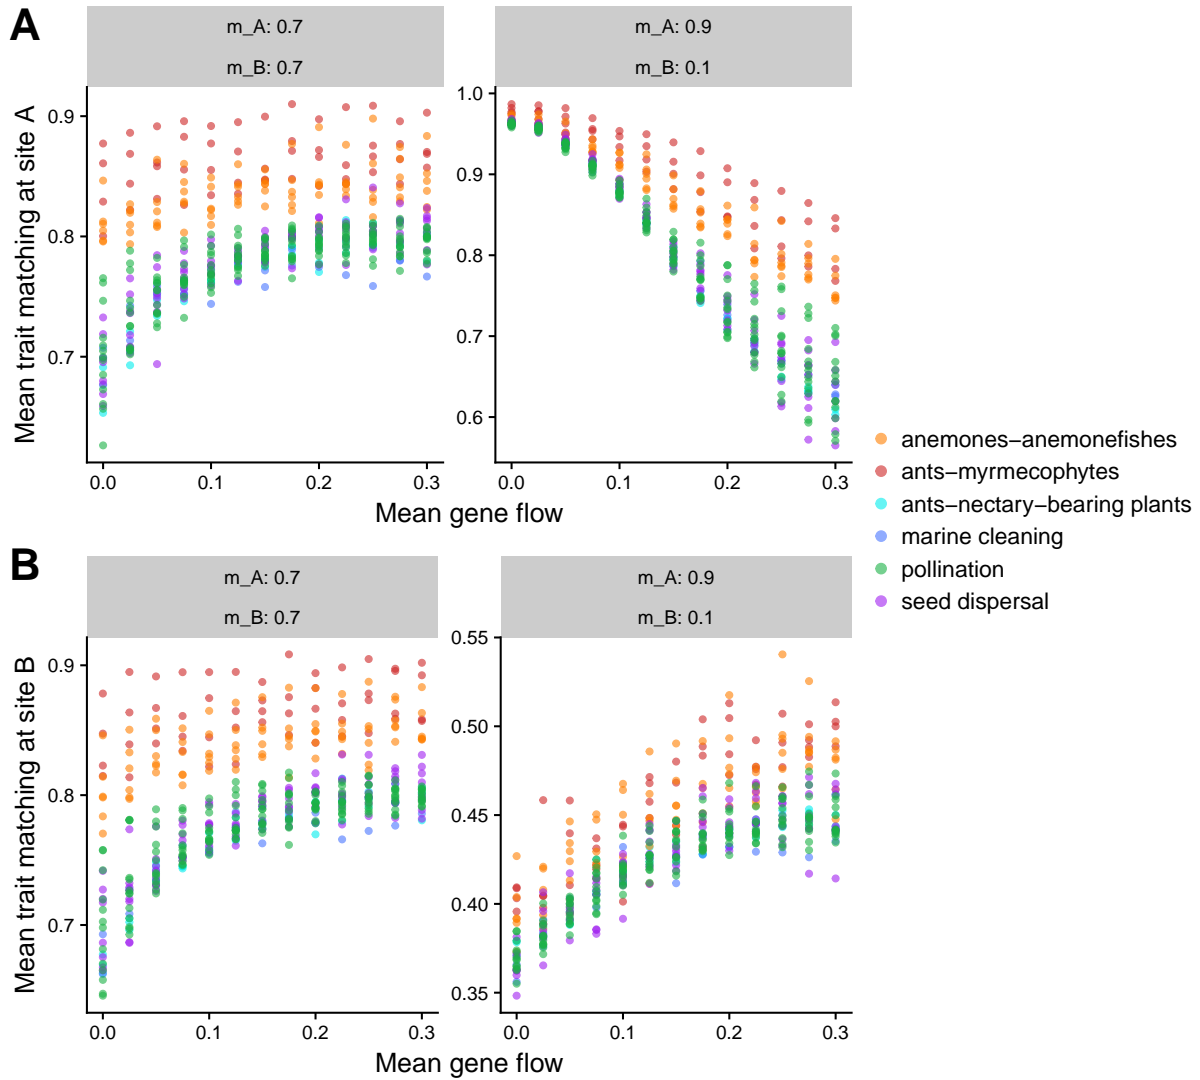 A
m_A: 0.7
m_B: 0.7
m_A: 0.9
m_B: 0.1
Mean trait matching at site A
0.9
0.8
0.7
1.0
0.9
0.8
0.7
0.6
0.0 0.1 0.2 0.3
0.0 0.1 0.2 0.3
Mean gene flow
anemones−anemonefishes
ants−myrmecophytes
ants−nectary−bearing plants
marine cleaning
pollination
seed dispersal
B
m_A: 0.7
m_B: 0.7
m_A: 0.9
m_B: 0.1
Mean trait matching at site B
0.9
0.8
0.7
0.55
0.50
0.45
0.40
0.35
0.0 0.1 0.2 0.3
0.0 0.1 0.2 0.3
Mean gene flow